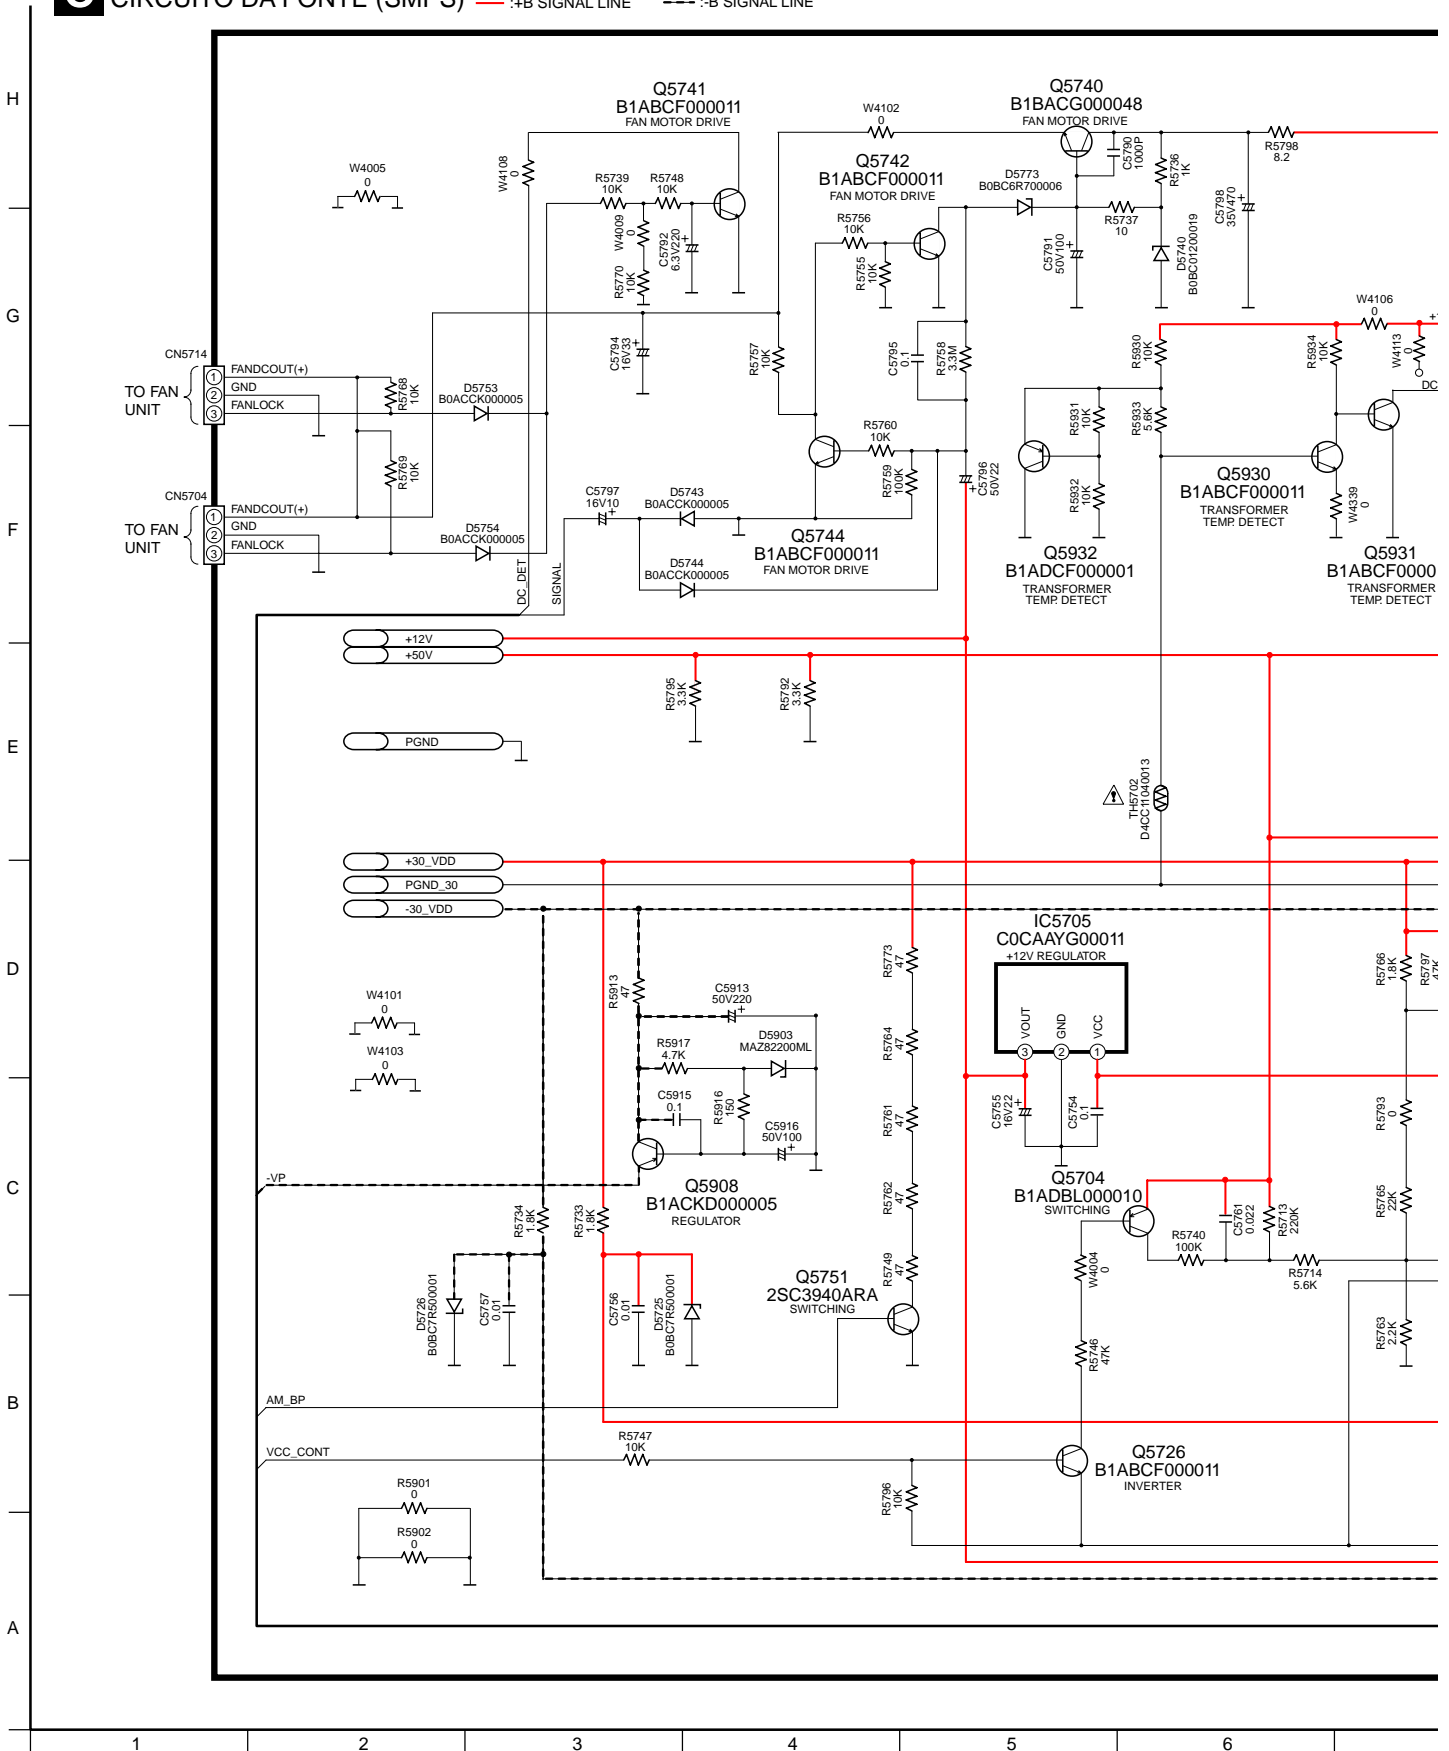 CIRCUITO DA FONTE (SMPS)
:+B SIGNAL LINE
:-B SIGNAL LINE
H
Q5741
B1ABCF000011
FAN MOTOR DRIVE
W4102
0
Q5740
B1BACG000048
FAN MOTOR DRIVE
W4005
0
W4108
0
R5739
10K
R5748
10K
Q5742
B1ABCF000011
FAN MOTOR DRIVE
D5773
B0BC6R700006
C5790
1000P
R5736
1K
R5798
8.2
W4009
0
C5792
6.3V220
R5770
10K
R5756
10K
R5755
10K
C5791
50V100
R5737
10
D5740
B0BC01200019
C5798
35V470
G
W4106
0
CN5714
TO FAN
UNIT
1
FANDCOUT(+)
2
GND
3
FANLOCK
R5768
10K
D5753
B0ACCK000005
C5794
16V33
R5757
10K
C5795
0.1
R5758
3.3M
R5930
10K
R5934
10K
W4113
0
DC
R5931
10K
R5933
5.6K
R5769
10K
R5760
10K
R5759
100K
C5796
50V22
R5932
10K
Q5930
B1ABCF000011
TRANSFORMER
TEMP. DETECT
W4339
0
CN5704
F
TO FAN
UNIT
1
FANDCOUT(+)
2
GND
3
FANLOCK
D5754
B0ACCK000005
C5797
16V10
D5743
B0ACCK000005
Q5744
B1ABCF000011
FAN MOTOR DRIVE
D5744
B0ACCK000005
Q5932
B1ADCF000001
TRANSFORMER
TEMP. DETECT
Q5931
B1ABCF0000
TRANSFORMER
TEMP. DETECT
DC_DET
SIGNAL
+12V
+50V
R5795
3.3K
R5792
3.3K
E
PGND
TH5702
D4CC11040013
+30_VDD
PGND_30
-30_VDD
IC5705
C0CAAYG00011
+12V REGULATOR
D
R5913
47
R5773
47
R5766
1.8K
R5797
47K
W4101
0
C5913
50V220
VOUT
GND
VCC
3
2
1
W4103
0
R5917
4.7K
D5903
MAZ82200ML
R5764
47
C5915
0.1
R5916
150
C5916
50V100
R5761
47
C5755
16V22
C5754
0.1
R5793
0
C
-VP
Q5908
B1ACKD000005
REGULATOR
R5762
47
Q5704
B1ADBL000010
SWITCHING
R5765
22K
R5734
1.8K
R5733
1.8K
C5761
0.022
R5713
220K
R5740
100K
R5749
47
W4004
0
R5714
5.6K
Q5751
2SC3940ARA
SWITCHING
D5726
B0BC7R500001
C5757
0.01
C5756
0.01
D5725
B0BC7R500001
R5746
47K
R5763
2.2K
B
AM_BP
VCC_CONT
R5747
10K
Q5726
B1ABCF000011
INVERTER
R5901
0
R5796
10K
R5902
0
A
1
2
3
4
5
6